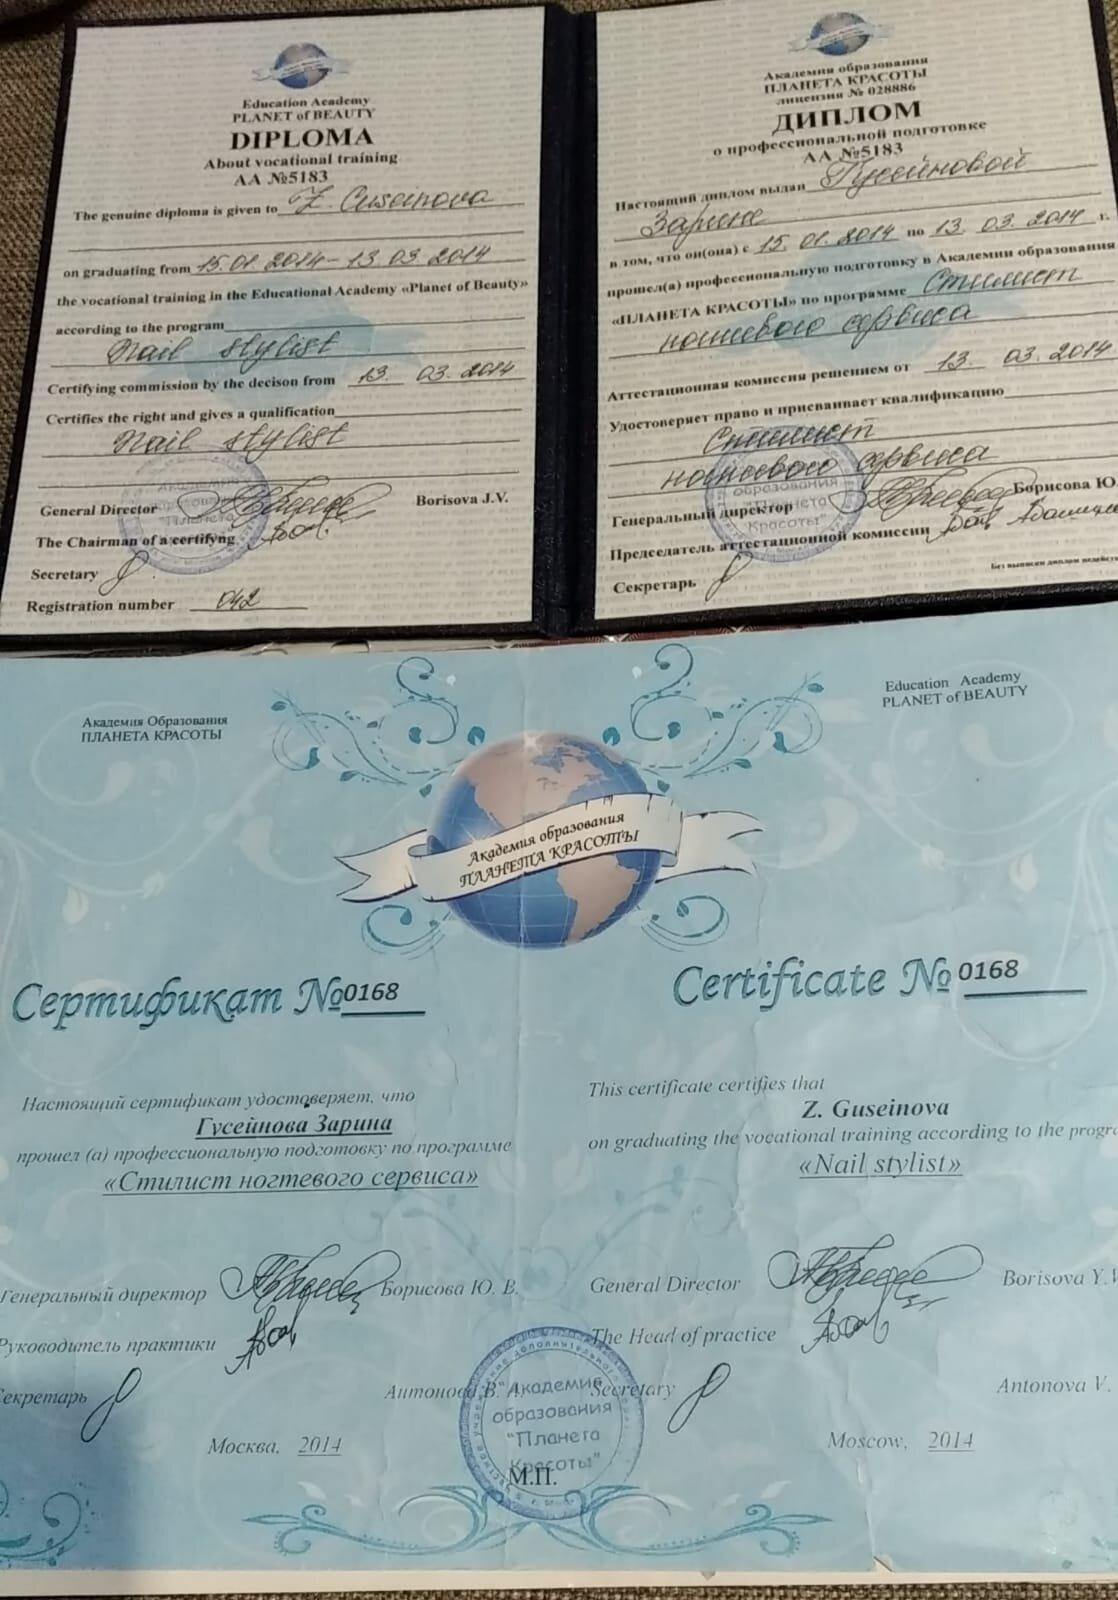 Education Academy
PLANET of BEAUTY
DIPLOMA
About vocational training
AA №5183
The genuine diploma is given to Z. Cuseinova
on graduating from 15.01.2014 – 13.03.2014
the vocational training in the Educational Academy «Planet of Beauty»
according to the program
Nail stylist
Certifying commission by the decison from 13. 03. 2014
Certifies the right and gives a qualification
Nail stylist
General Director Borisova J.V.
The Chairman of a certifyng
Secretary
Registration number 042
Академия образования
ПЛАНЕТА КРАСОТЫ
лицензия № 028886
ДИПЛОМ
о профессиональной подготовке
АА №5183
Настоящий диплом выдан Гусейновой
Зарине
в том, что он(она) с 15. 01. 2014 по 13. 03. 2014 г.
прошел(а) профессиональную подготовку в Академии образования
«ПЛАНЕТА КРАСОТЫ» по программе Стилист
ногтевого сервиса
Аттестационная комиссия решением от 13. 03. 2014
Удостоверяет право и присваивает квалификацию
Стилист
ногтевого сервиса
образования
"Планета
Красоты"
Генеральный директор Борисова Ю.
Председатель аттестационной комиссии
Секретарь
Академия Образования
ПЛАНЕТА КРАСОТЫ
Education Academy
PLANET of BEAUTY
Академия образования
ПЛАНЕТА КРАСОТЫ
Сертификат №0168
Настоящий сертификат удостоверяет, что
Гусейнова Зарина
прошел (а) профессиональную подготовку по программе
«Стилист ногтевого сервиса»
Генеральный директор Борисова Ю. В.
Руководитель практики
Секретарь Антонова В.
Москва, 2014
Certificate №0168
This certificate certifies that
Z. Guseinova
on graduating the vocational training according to the progra
«Nail stylist»
General Director Borisova Y.V
The Head of practice
Secretary Antonova V.
Moscow, 2014
"Академия
образования
"Планета
Красоты"
М.П.